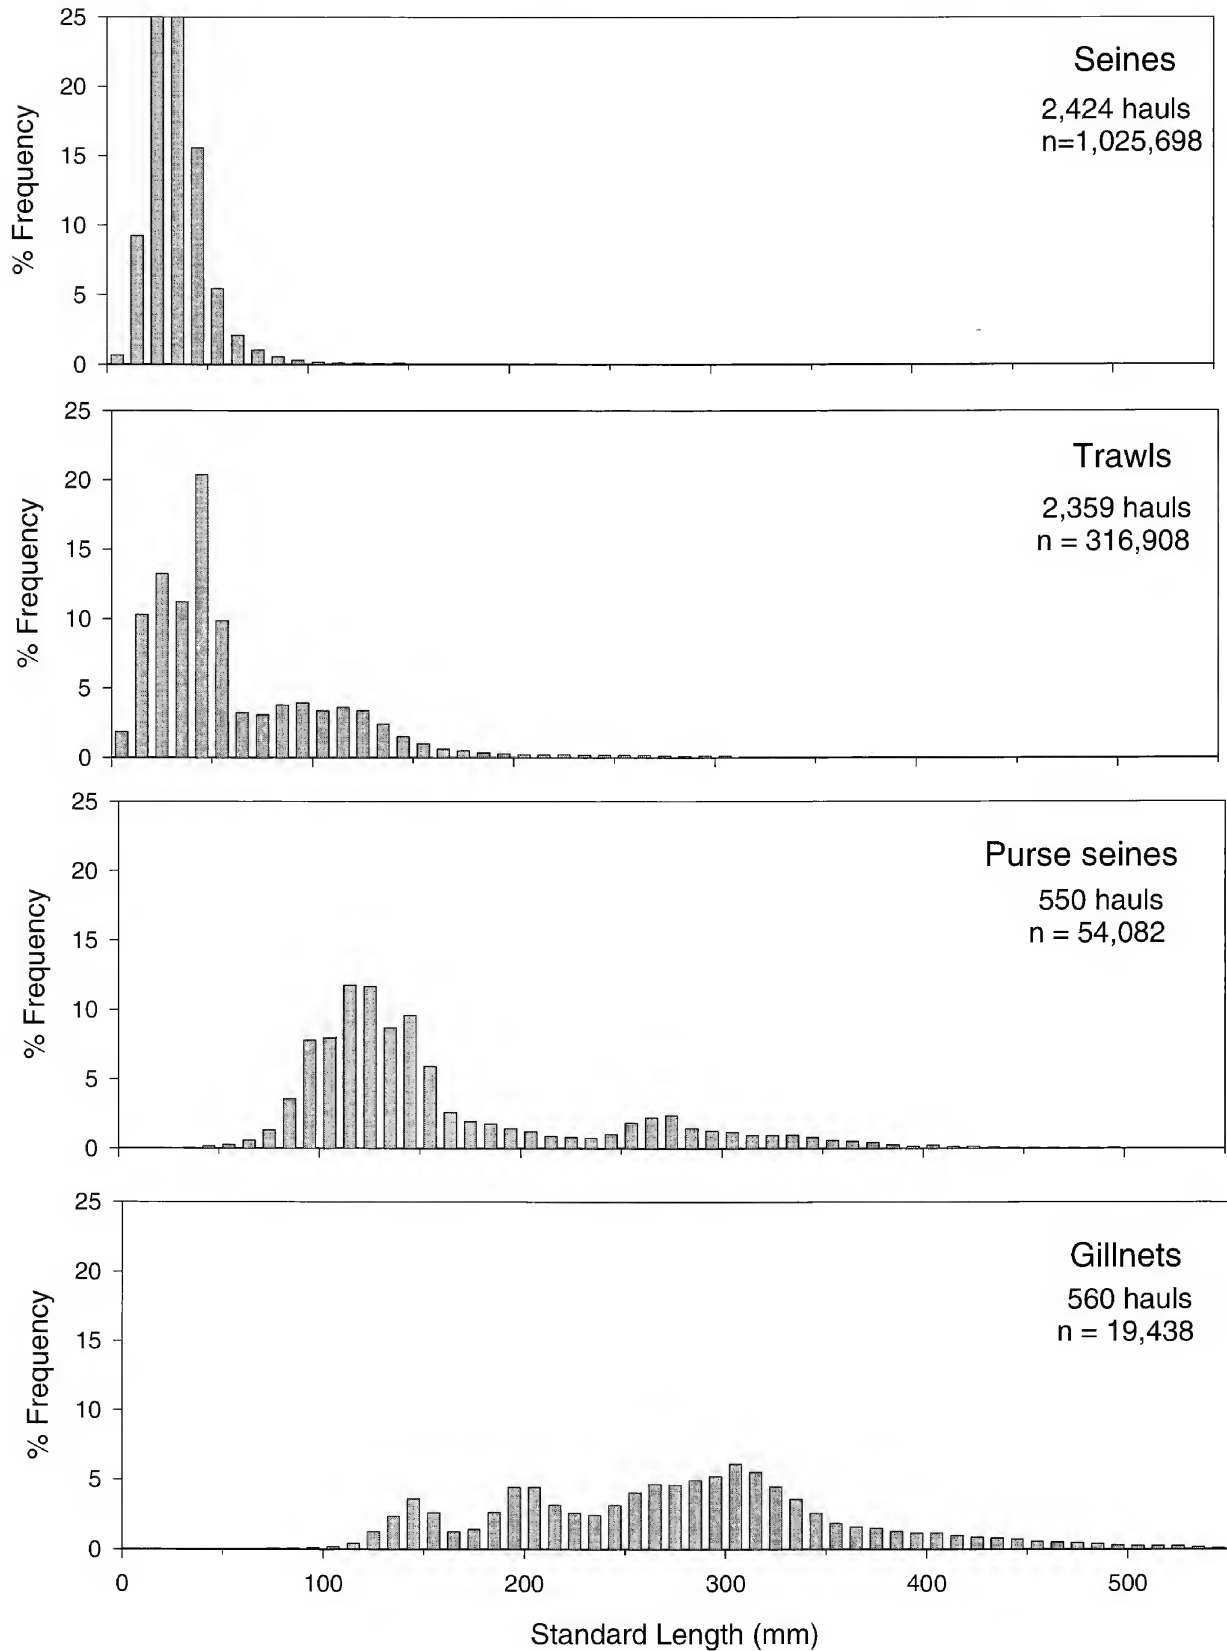 25
20
15
10
5
0
% Frequency
Seines
2,424 hauls
n=1,025,698
25
20
15
10
5
0
% Frequency
Trawls
2,359 hauls
n = 316,908
25
20
15
10
5
0
% Frequency
Purse seines
550 hauls
n = 54,082
25
20
15
10
5
0
% Frequency
Gillnets
560 hauls
n = 19,438
0 100 200 300 400 500
Standard Length (mm)